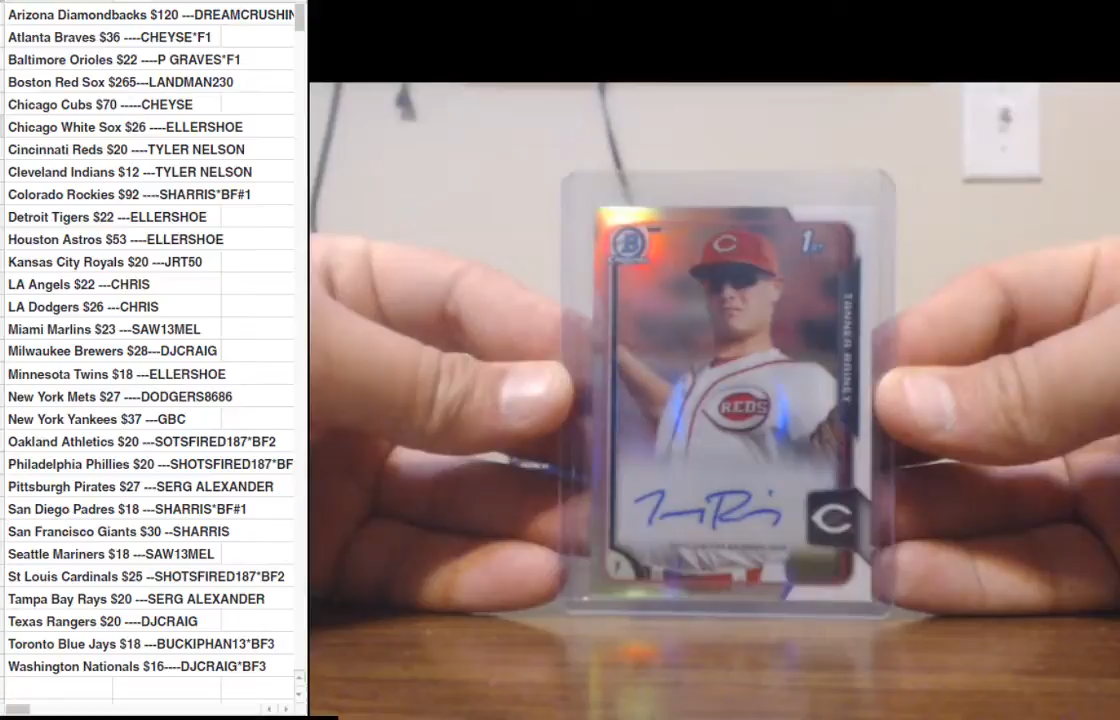 Arizona Diamondbacks $120 ---DREAMCRUSHIN
Atlanta Braves $36 ----CHEYSE*F1
Baltimore Orioles $22 ----P GRAVES*F1
Boston Red Sox $265---LANDMAN230
Chicago Cubs $70 -----CHEYSE
Chicago White Sox $26 ----ELLERSHOE
Cincinnati Reds $20 ----TYLER NELSON
Cleveland Indians $12 ---TYLER NELSON
Colorado Rockies $92 ----SHARRIS*BF#1
Detroit Tigers $22 ---ELLERSHOE
Houston Astros $53 ----ELLERSHOE
Kansas City Royals $20 ---JRT50
LA Angels $22 ---CHRIS
LA Dodgers $26 ---CHRIS
Miami Marlins $23 ---SAW13MEL
Milwaukee Brewers $28---DJCRAIG
Minnesota Twins $18 ---ELLERSHOE
New York Mets $27 ----DODGERS8686
New York Yankees $37 ---GBC
Oakland Athletics $20 ---SOTSFIRED187*BF2
Philadelphia Phillies $20 ---SHOTSFIRED187*BF
Pittsburgh Pirates $27 ---SERG ALEXANDER
San Diego Padres $18 ---SHARRIS*BF#1
San Francisco Giants $30 --SHARRIS
Seattle Mariners $18 ---SAW13MEL
St Louis Cardinals $25 --SHOTSFIRED187*BF2
Tampa Bay Rays $20 ---SERG ALEXANDER
Texas Rangers $20 ----DJCRAIG
Toronto Blue Jays $18 ---BUCKIPHAN13*BF3
Washington Nationals $16----DJCRAIG*BF3
B
1st
C
TANNER RAINEY
REDS
C